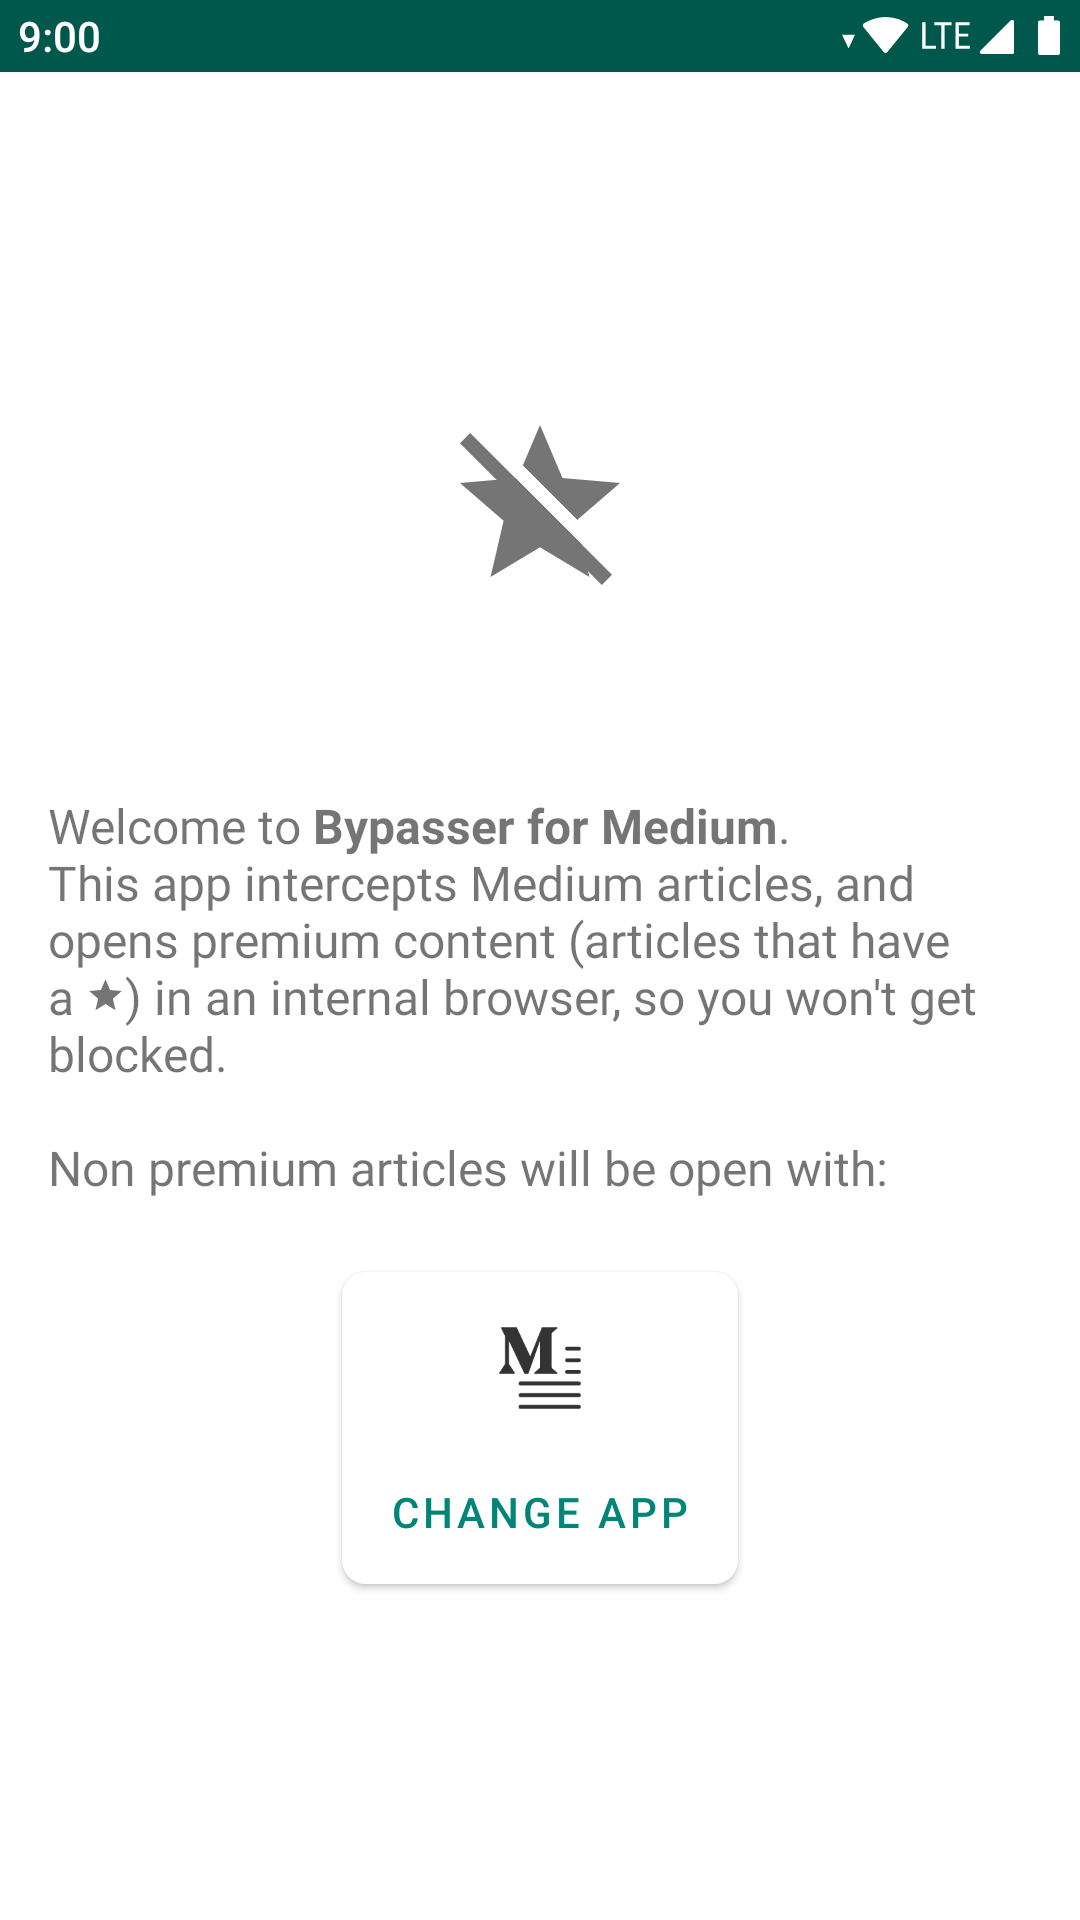 9:00
LTE
Welcome to Bypasser for Medium.
This app intercepts Medium articles, and
opens premium content (articles that have
a ★) in an internal browser, so you won't get
blocked.
Non premium articles will be open with:
M
CHANGE APP